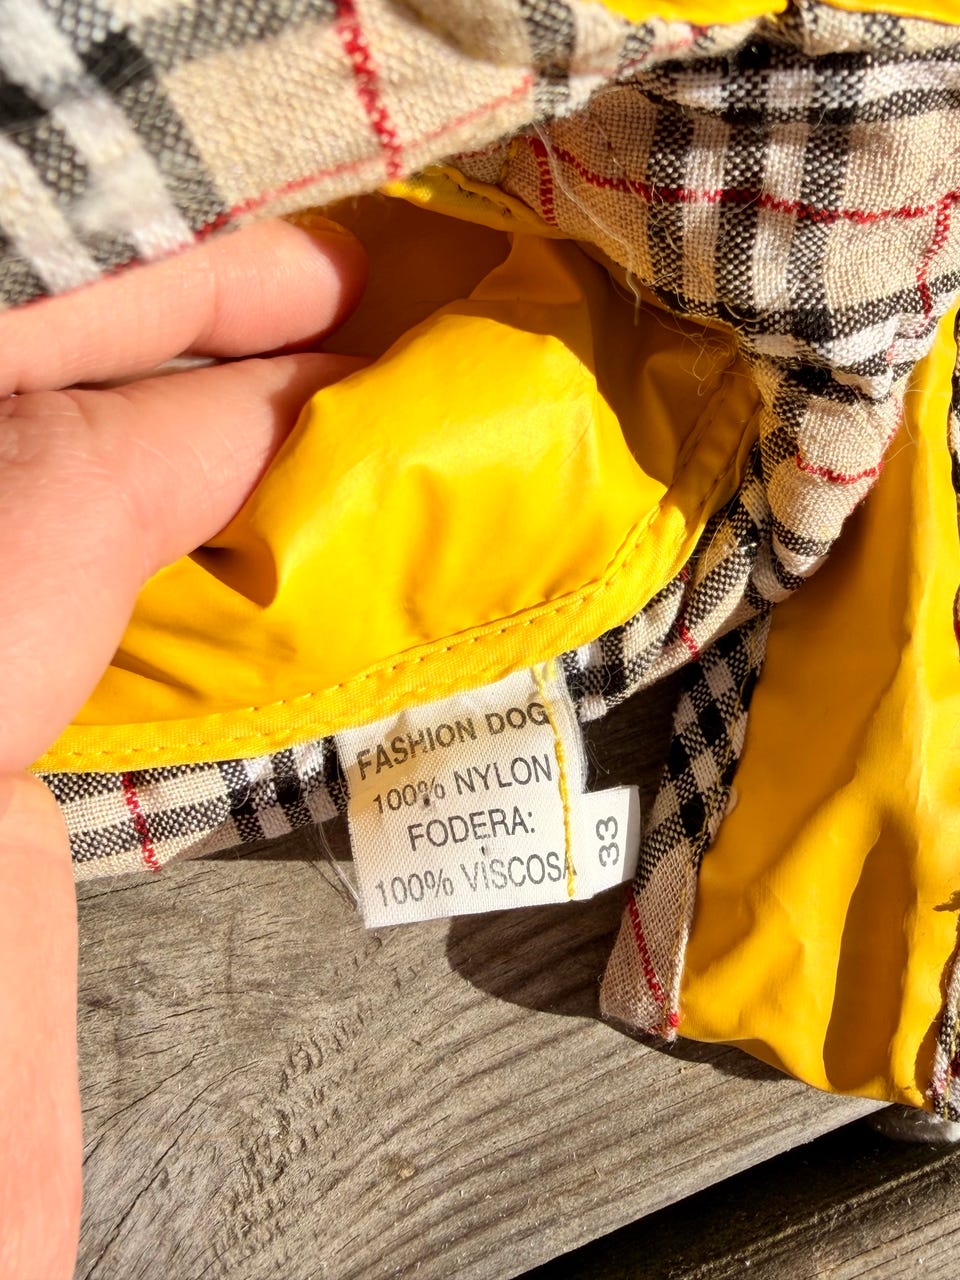 FASHION DOG
100% NYLON
FODERA:
100% VISCOSA
33